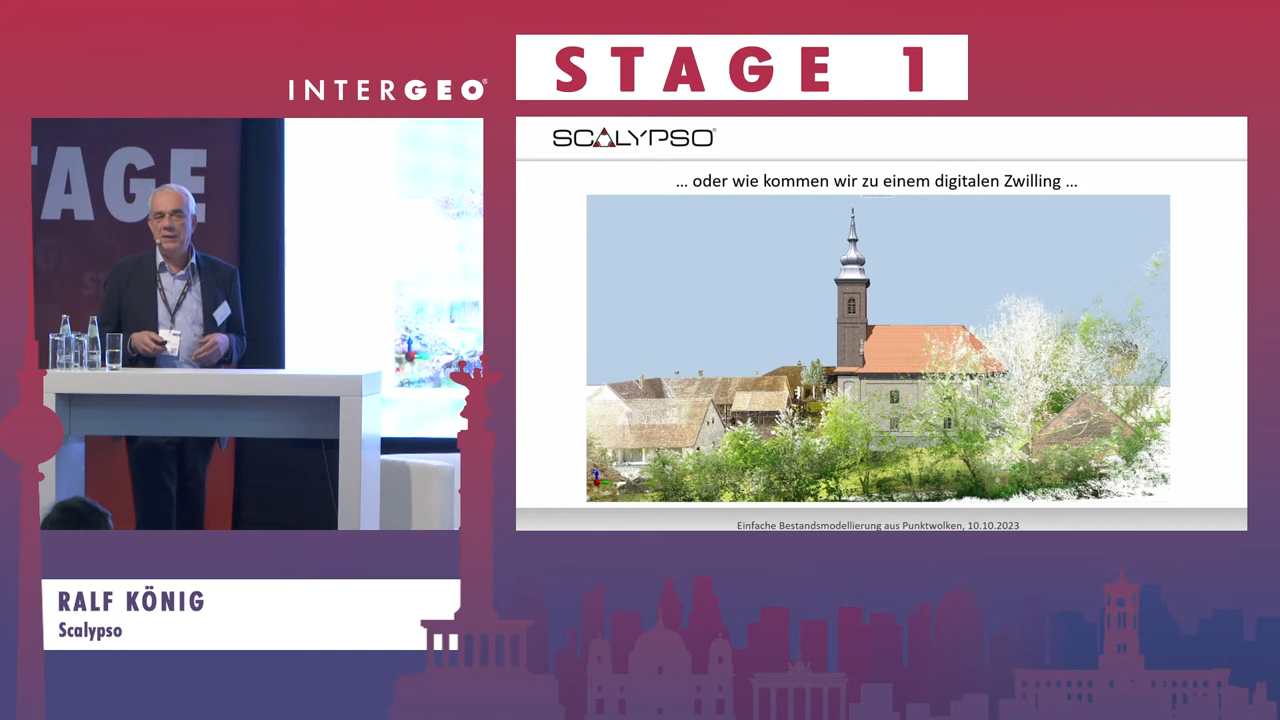 INTERGEO®
STAGE 1
TAGE
SCALYPSO®
... oder wie kommen wir zu einem digitalen Zwilling ...
Einfache Bestandsmodellierung aus Punktwolken, 10.10.2023
RALF KÖNIG
Scalypso